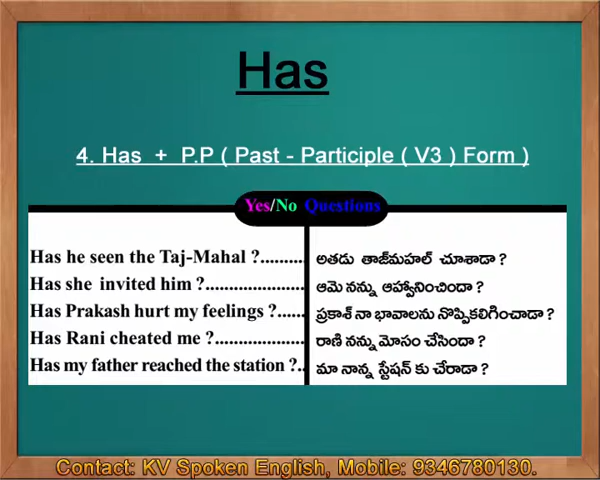 Has
4. Has + P.P ( Past - Participle ( V3 ) Form )
Yes/No Questions
Has he seen the Taj-Mahal ?.......... అతడు తాజ్‌మహల్ చూశాడా ?
Has she invited him ?....................... ఆమె నన్ను ఆహ్వానించిందా ?
Has Prakash hurt my feelings ?...... ప్రకాశ్ నా భావాలను నొప్పికలిగించాడా ?
Has Rani cheated me ?.................... రాణి నన్ను మోసం చేసిందా ?
Has my father reached the station ?.. మా నాన్న స్టేషన్ కు చేరాడా ?
Contact: KV Spoken English, Mobile: 9346780130.